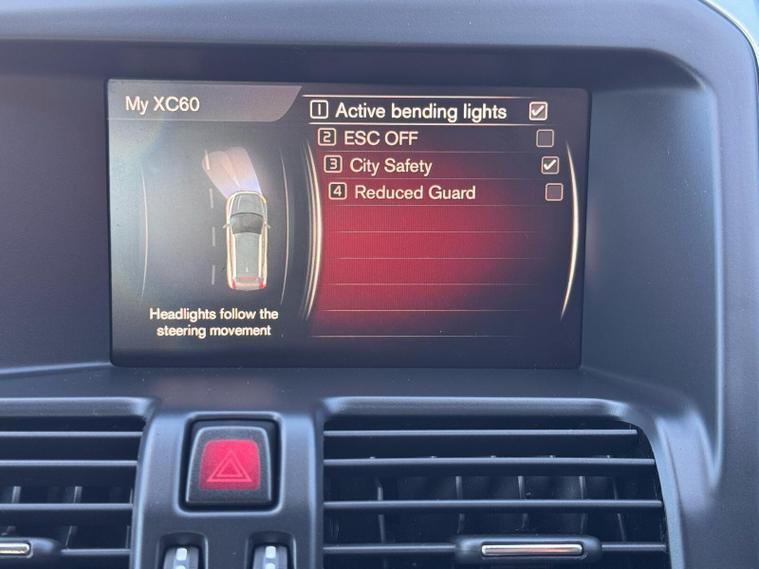 My XC60
1 Active bending lights
2 ESC OFF
3 City Safety
4 Reduced Guard
Headlights follow the
steering movement